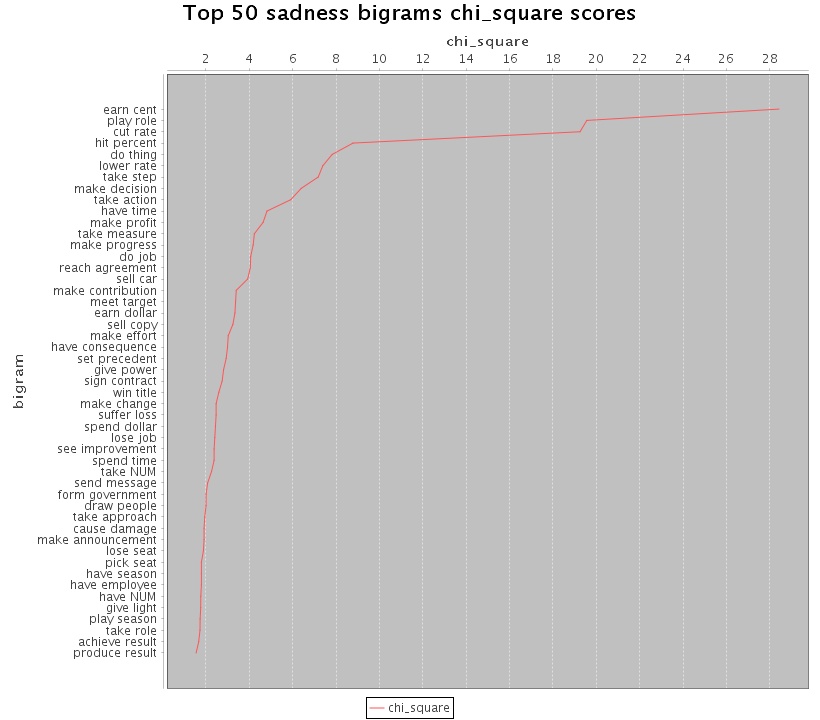 Top 50 sadness bigrams chi_square scores
chi_square
2 4 6 8 10 12 14 16 18 20 22 24 26 28
bigram
earn cent
play role
cut rate
hit percent
do thing
lower rate
take step
make decision
take action
have time
make profit
take measure
make progress
do job
reach agreement
sell car
make contribution
meet target
earn dollar
sell copy
make effort
have consequence
set precedent
give power
sign contract
win title
make change
suffer loss
spend dollar
lose job
see improvement
spend time
take NUM
send message
form government
draw people
take approach
cause damage
make announcement
lose seat
pick seat
have season
have employee
have NUM
give light
play season
take role
achieve result
produce result
chi_square